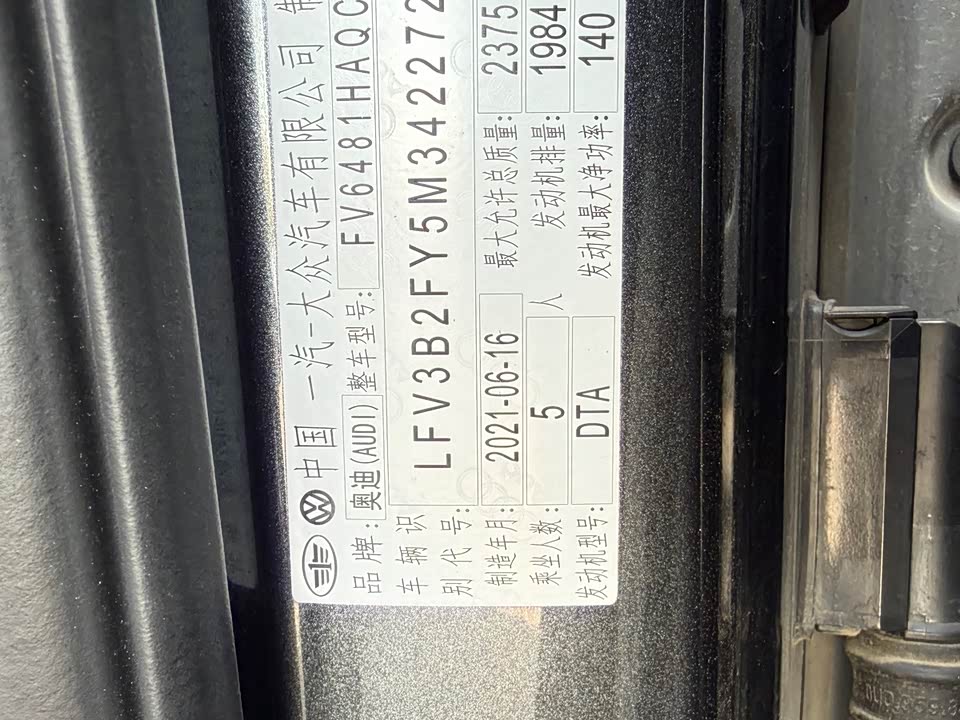 中国 一汽-大众汽车有限公司 制
品牌: 奥迪(AUDI) 整车型号: FV6481HAQC
车辆识别代号: LFV3B2FY5M3422272
制造年月: 2021-06-16 最大允许总质量: 2375
乘坐人数: 5 人 发动机排量: 1984
发动机型号: DTA 发动机最大净功率: 140